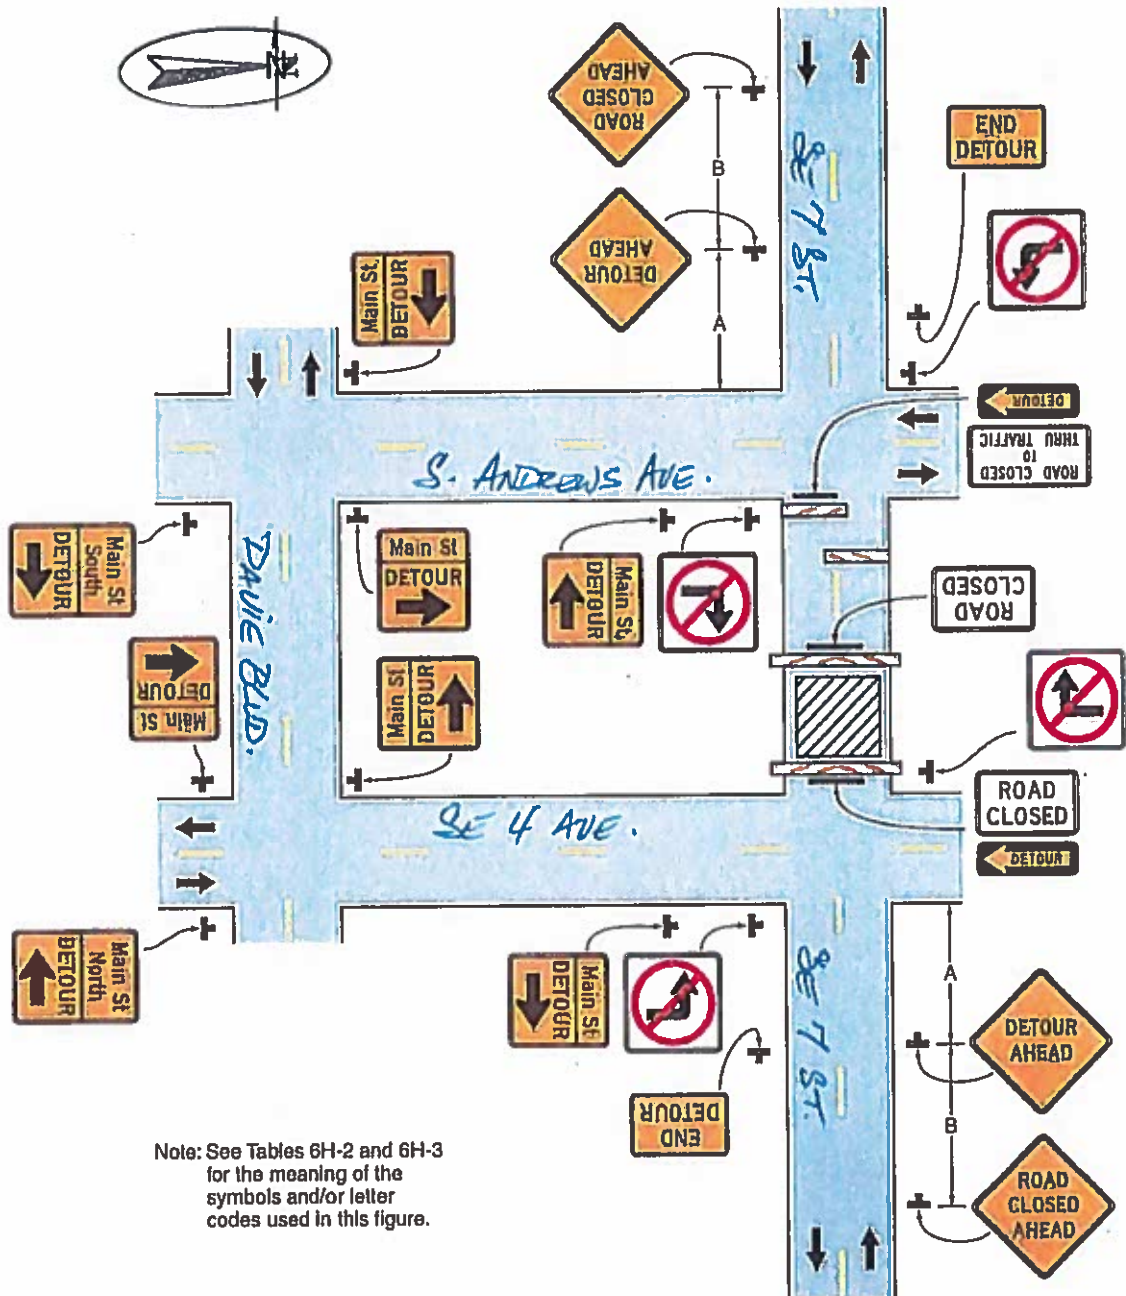 N
ROAD
CLOSED
AHEAD
DETOUR
AHEAD
B
A
SE 7 ST.
END
DETOUR
Main St.
DETOUR
DETOUR
ROAD CLOSED
TO
THRU TRAFFIC
S. ANDREWS AVE.
Main St
South
DETOUR
DAVIE BLVD.
Main St
DETOUR
Main St.
DETOUR
ROAD
CLOSED
Main St
DETOUR
Main St
DETOUR
SE 4 AVE.
ROAD
CLOSED
DETOUR
Main St
North
DETOUR
Main St
DETOUR
END
DETOUR
SE 7 ST.
A
DETOUR
AHEAD
B
ROAD
CLOSED
AHEAD
Note: See Tables 6H-2 and 6H-3
for the meaning of the
symbols and/or letter
codes used in this figure.